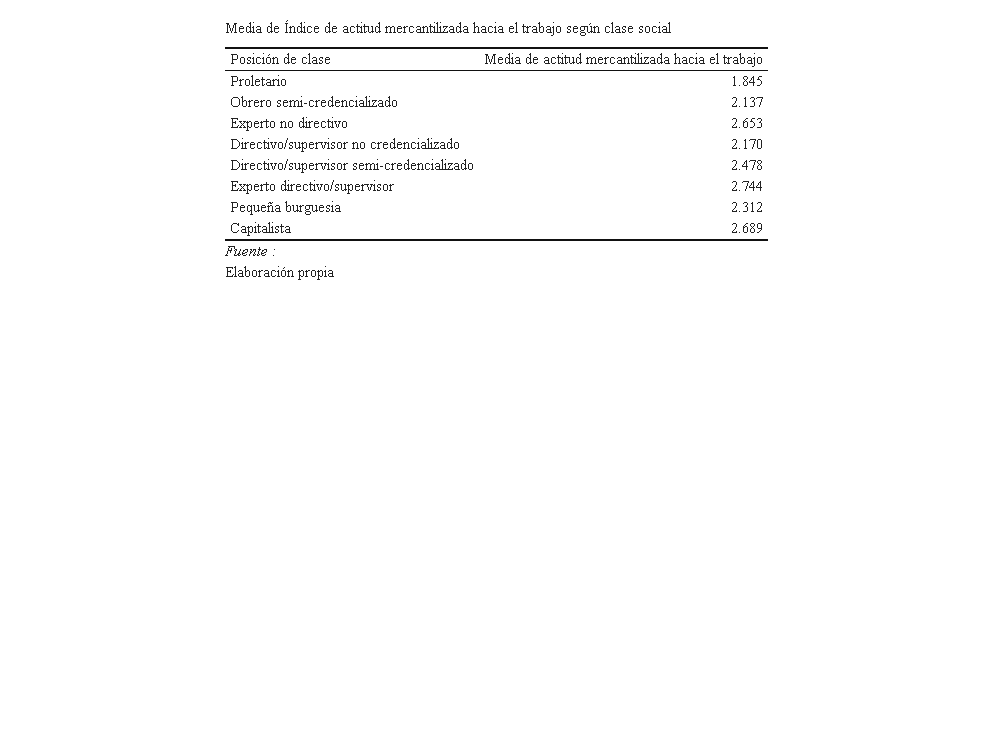 Media de Índice de actitud mercantilizada hacia el trabajo según clase social
Posición de clase Media de actitud mercantilizada hacia el trabajo
Proletario 1.845
Obrero semi-credencializado 2.137
Experto no directivo 2.653
Directivo/supervisor no credencializado 2.170
Directivo/supervisor semi-credencializado 2.478
Experto directivo/supervisor 2.744
Pequeña burguesia 2.312
Capitalista 2.689
Fuente :
Elaboración propia